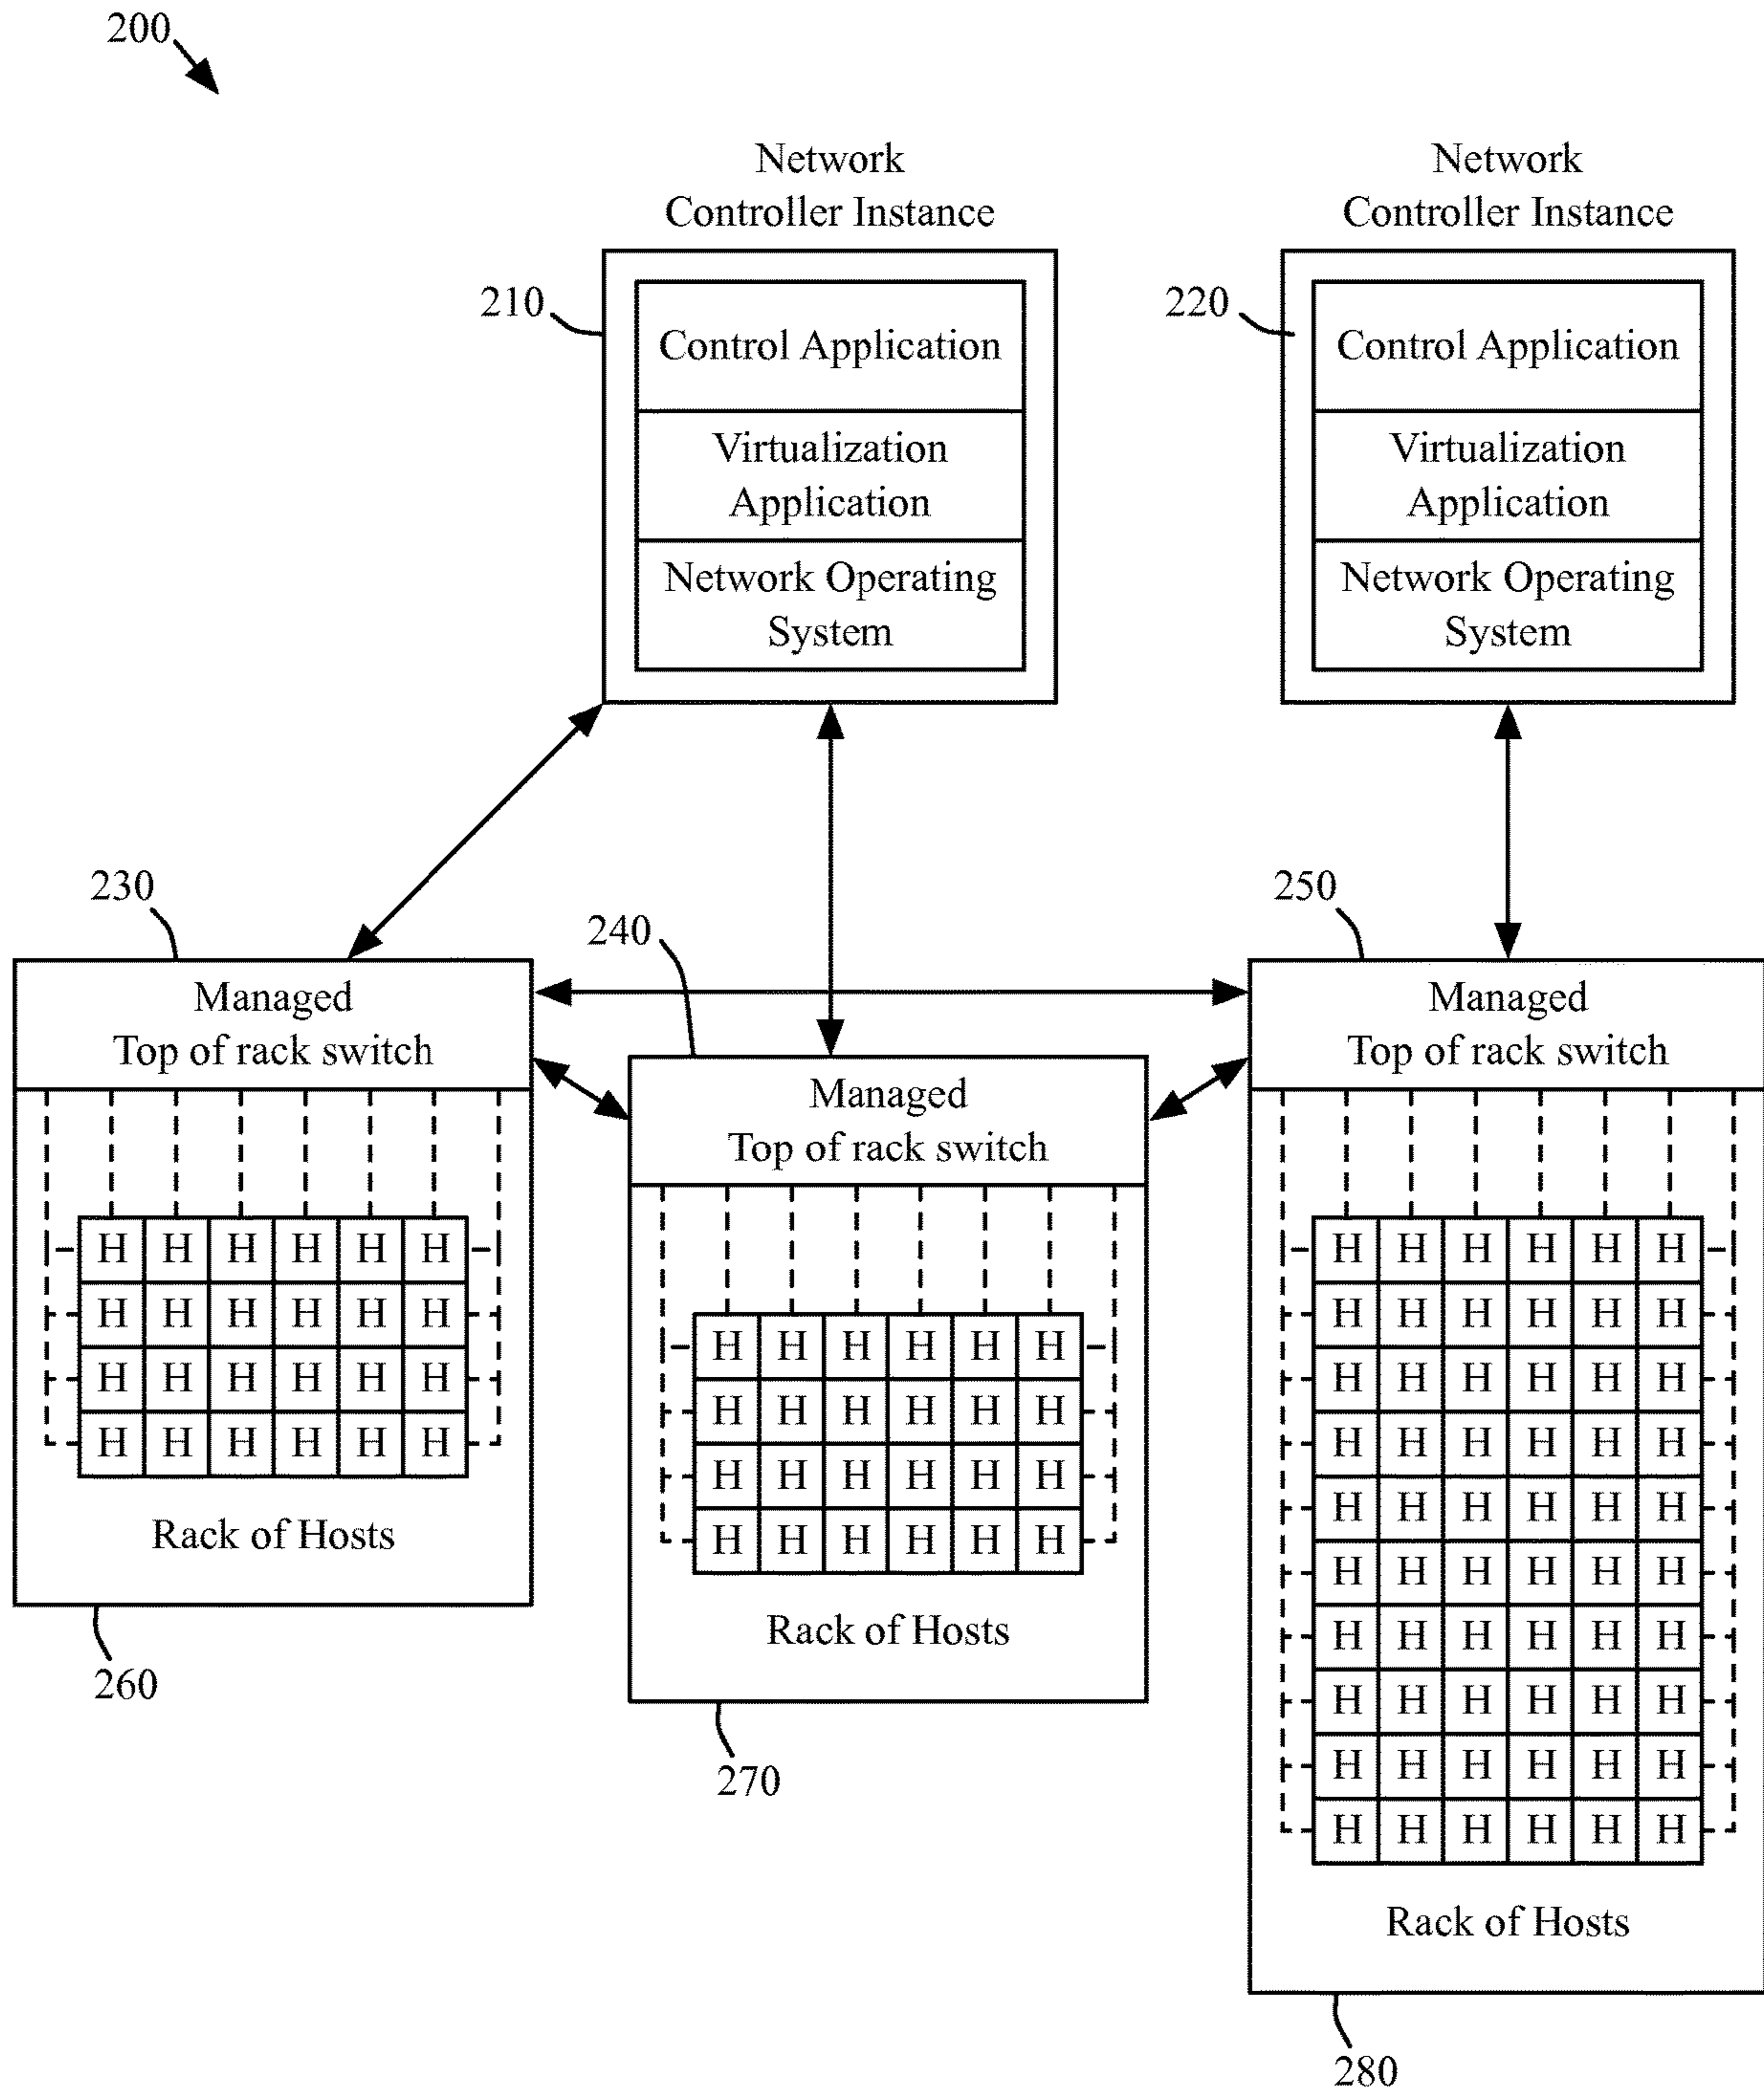 200
Network
Controller Instance
210
Control Application
Virtualization
Application
Network Operating
System
Network
Controller Instance
220
Control Application
Virtualization
Application
Network Operating
System
230
Managed
Top of rack switch
H H H H H H
H H H H H H
H H H H H H
H H H H H H
Rack of Hosts
260
240
Managed
Top of rack switch
H H H H H H
H H H H H H
H H H H H H
H H H H H H
Rack of Hosts
270
250
Managed
Top of rack switch
H H H H H H
H H H H H H
H H H H H H
H H H H H H
H H H H H H
H H H H H H
H H H H H H
H H H H H H
H H H H H H
H H H H H H
Rack of Hosts
280